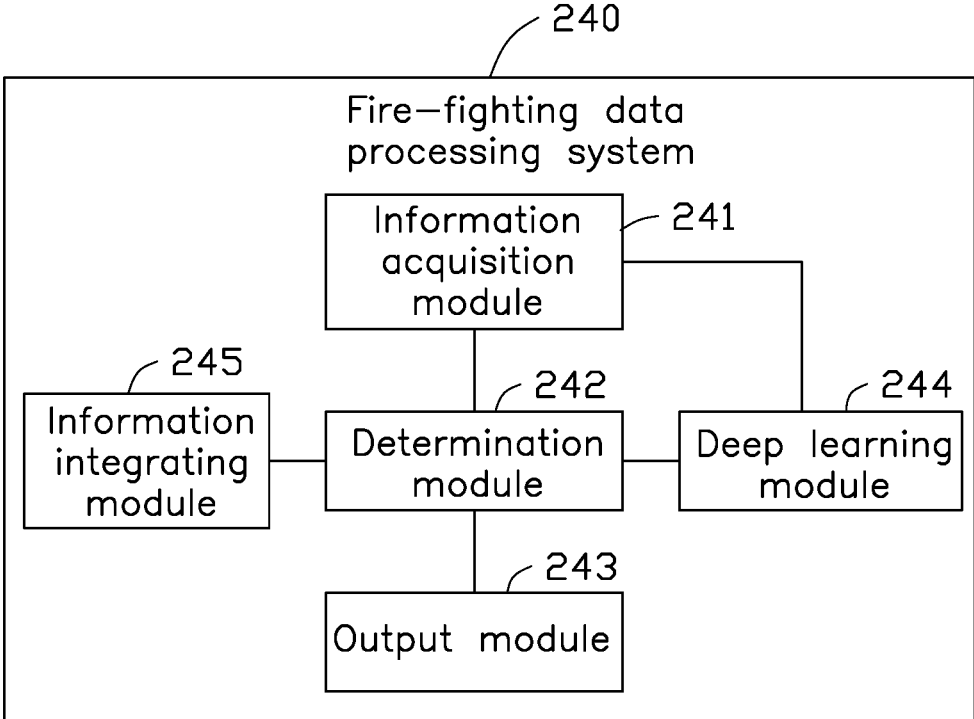 240
Fire-fighting data
processing system
Information
acquisition
module
241
245
Information
integrating
module
242
Determination
module
244
Deep learning
module
243
Output module